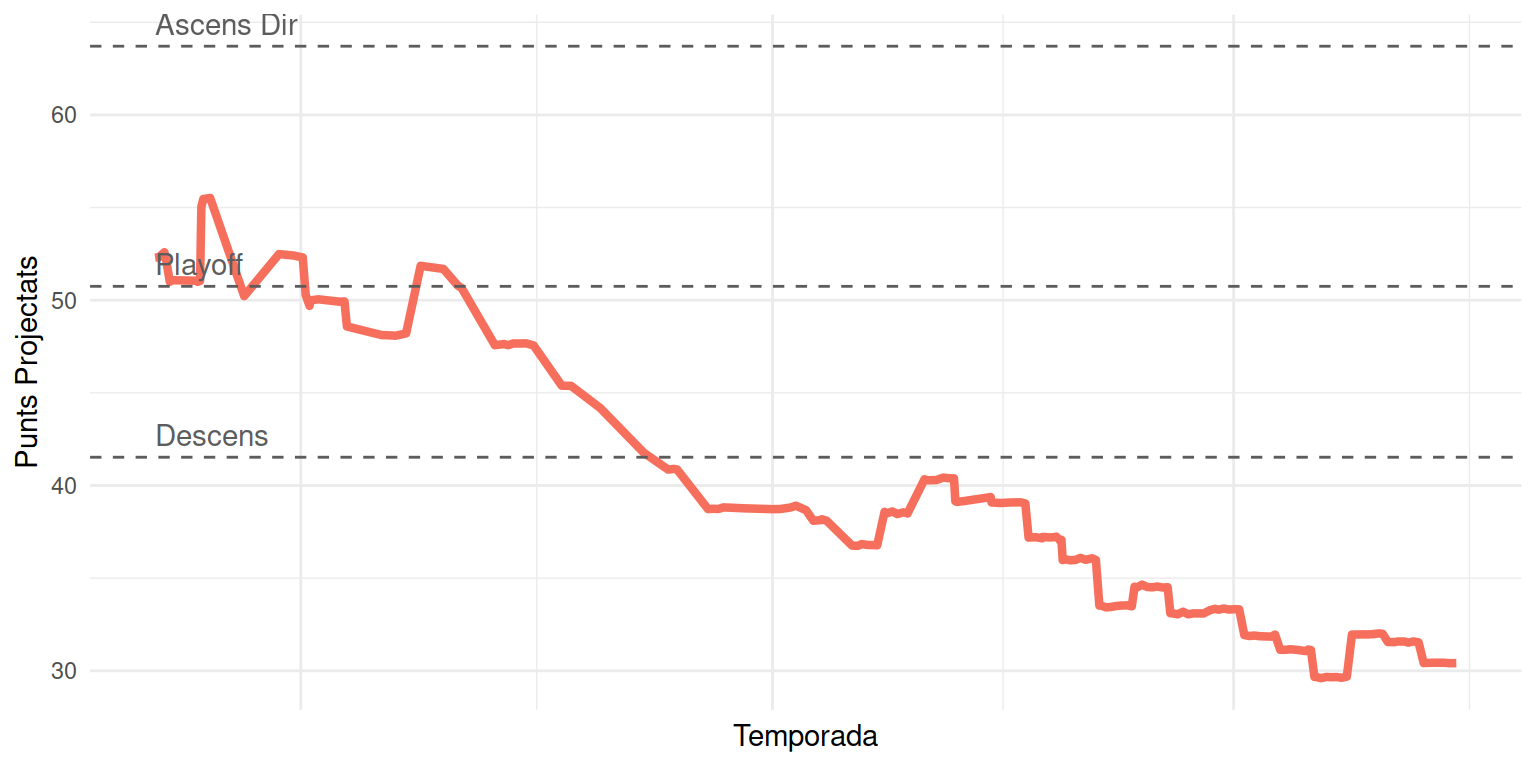 Ascens Dir
60
Playoff
50
Descens
40
30
Punts Projectats
Temporada